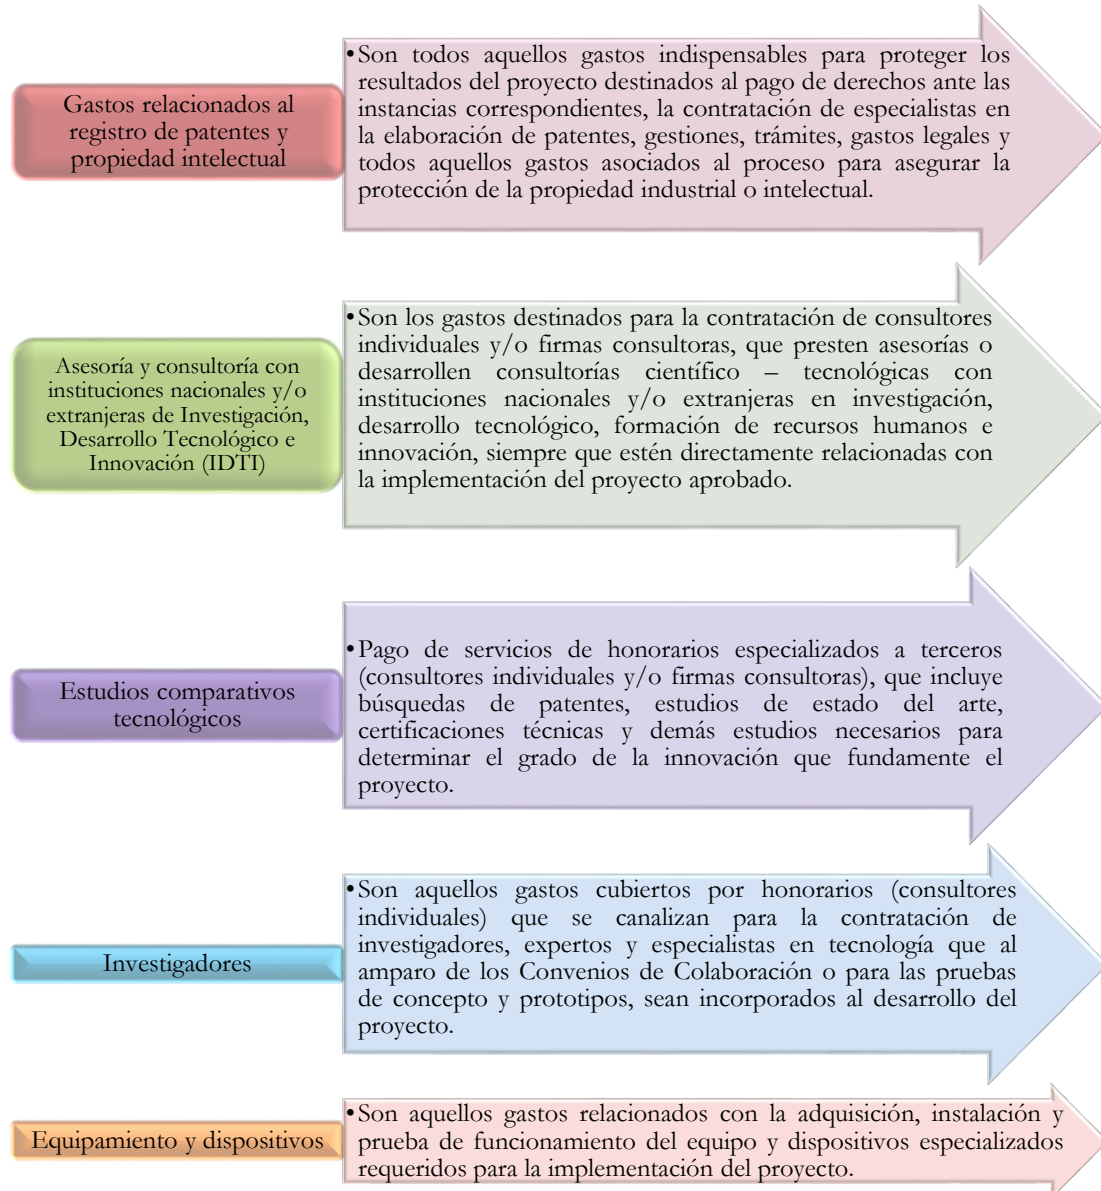 Gastos relacionados al
registro de patentes y
propiedad intelectual
•Son todos aquellos gastos indispensables para proteger los
resultados del proyecto destinados al pago de derechos ante las
instancias correspondientes, la contratación de especialistas en
la elaboración de patentes, gestiones, trámites, gastos legales y
todos aquellos gastos asociados al proceso para asegurar la
protección de la propiedad industrial o intelectual.
Asesoría y consultoría con
instituciones nacionales y/o
extranjeras de Investigación,
Desarrollo Tecnológico e
Innovación (IDTI)
•Son los gastos destinados para la contratación de consultores
individuales y/o firmas consultoras, que presten asesorías o
desarrollen consultorías científico – tecnológicas con
instituciones nacionales y/o extranjeras en investigación,
desarrollo tecnológico, formación de recursos humanos e
innovación, siempre que estén directamente relacionadas con
la implementación del proyecto aprobado.
Estudios comparativos
tecnológicos
•Pago de servicios de honorarios especializados a terceros
(consultores individuales y/o firmas consultoras), que incluye
búsquedas de patentes, estudios de estado del arte,
certificaciones técnicas y demás estudios necesarios para
determinar el grado de la innovación que fundamente el
proyecto.
Investigadores
•Son aquellos gastos cubiertos por honorarios (consultores
individuales) que se canalizan para la contratación de
investigadores, expertos y especialistas en tecnología que al
amparo de los Convenios de Colaboración o para las pruebas
de concepto y prototipos, sean incorporados al desarrollo del
proyecto.
Equipamiento y dispositivos
•Son aquellos gastos relacionados con la adquisición, instalación y
prueba de funcionamiento del equipo y dispositivos especializados
requeridos para la implementación del proyecto.